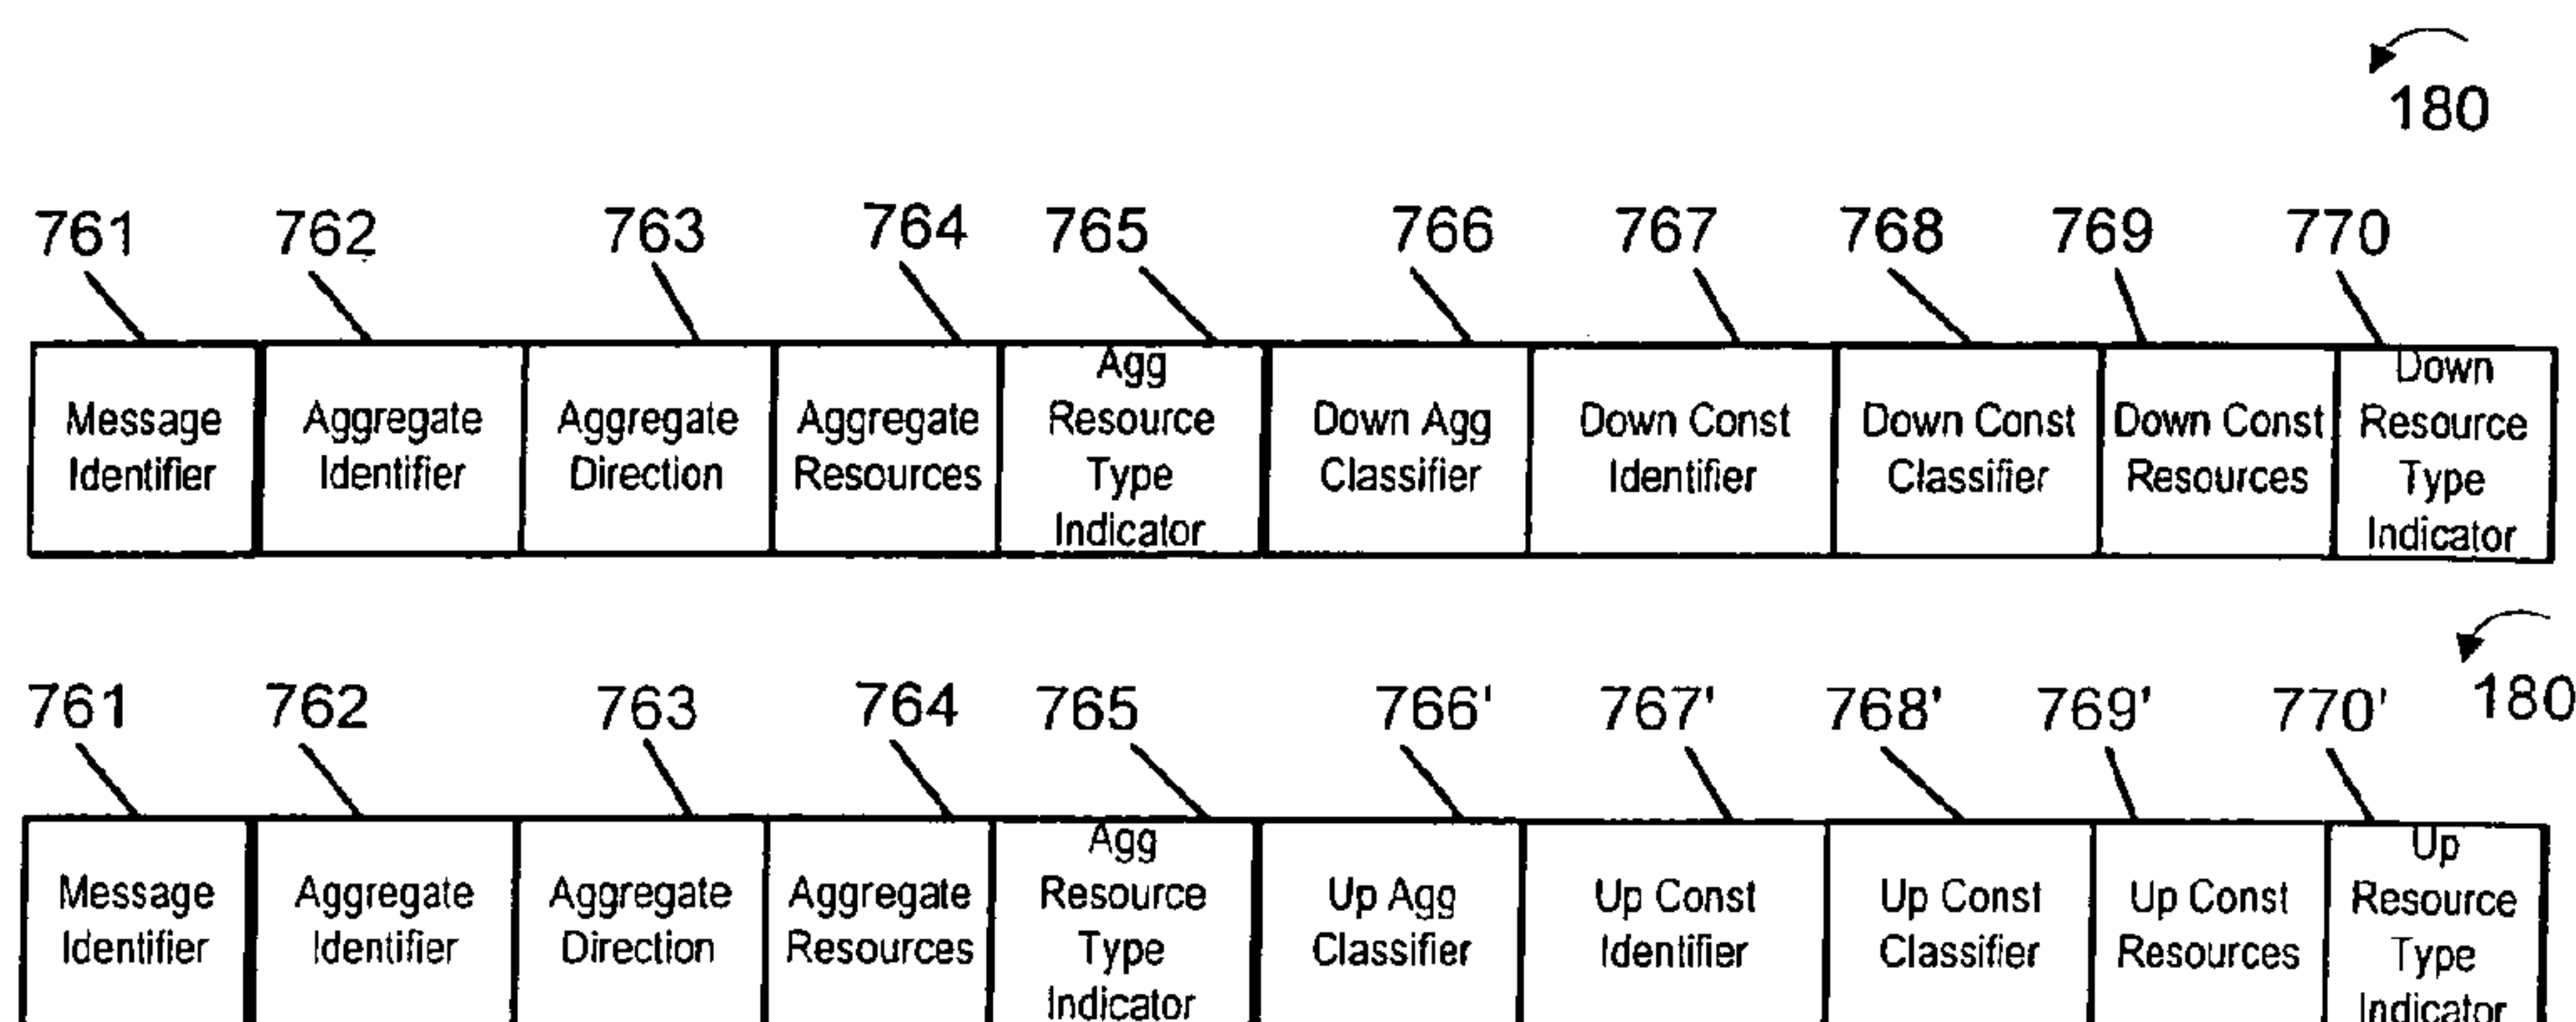 180
761 762 763 764 765 766 767 768 769 770
Message Identifier
Aggregate Identifier
Aggregate Direction
Aggregate Resources
Agg Resource Type Indicator
Down Agg Classifier
Down Const Identifier
Down Const Classifier
Down Const Resources
Down Resource Type Indicator
180
761 762 763 764 765 766' 767' 768' 769' 770'
Message Identifier
Aggregate Identifier
Aggregate Direction
Aggregate Resources
Agg Resource Type Indicator
Up Agg Classifier
Up Const Identifier
Up Const Classifier
Up Const Resources
Up Resource Type Indicator